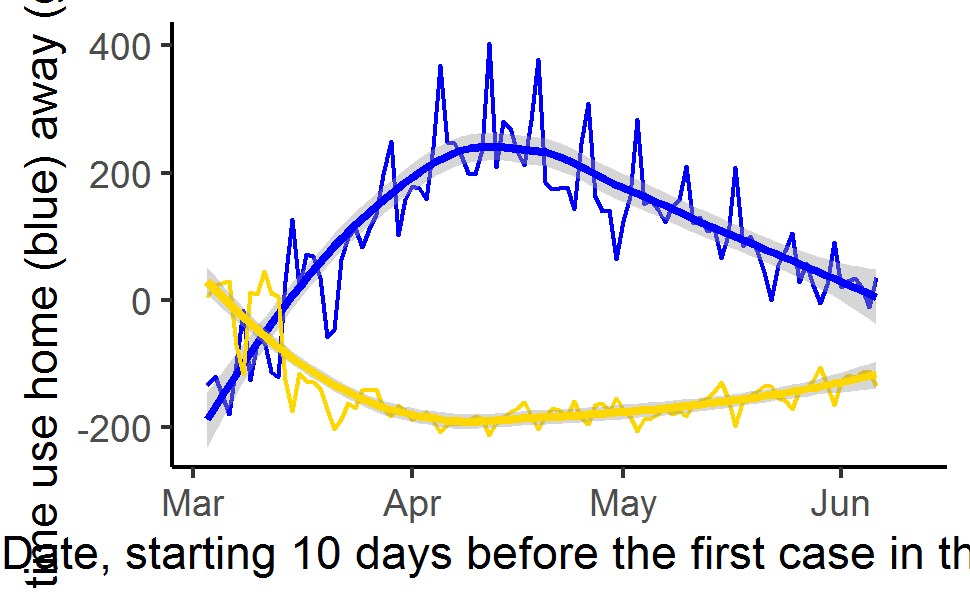 time use home (blue) away (
400
200
0
-200
Mar Apr May Jun
Date, starting 10 days before the first case in th